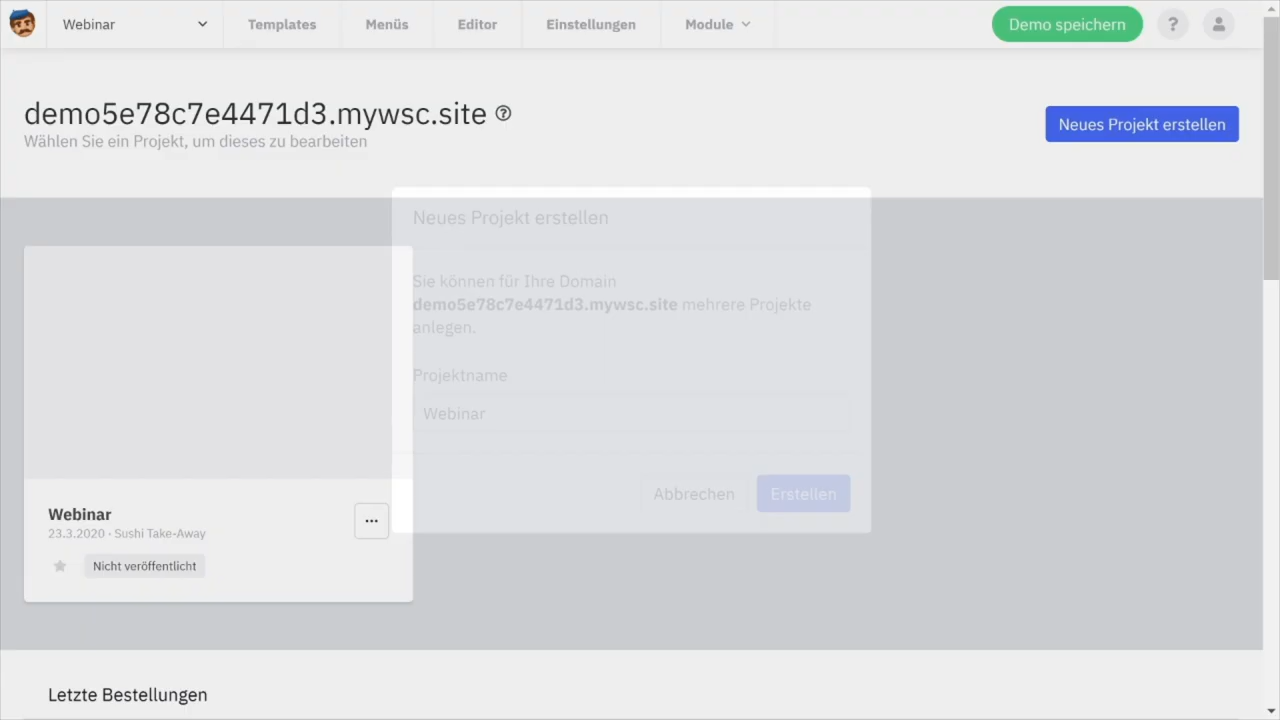 Webinar
Templates
Menüs
Editor
Einstellungen
Module
Demo speichern
?
demo5e78c7e4471d3.mywsc.site
Wählen Sie ein Projekt, um dieses zu bearbeiten
Neues Projekt erstellen
Neues Projekt erstellen
Sie können für Ihre Domain
demo5e78c7e4471d3.mywsc.site mehrere Projekte
anlegen.
Projektname
Webinar
Abbrechen
Erstellen
Webinar
23.3.2020 · Sushi Take-Away
Nicht veröffentlicht
Letzte Bestellungen